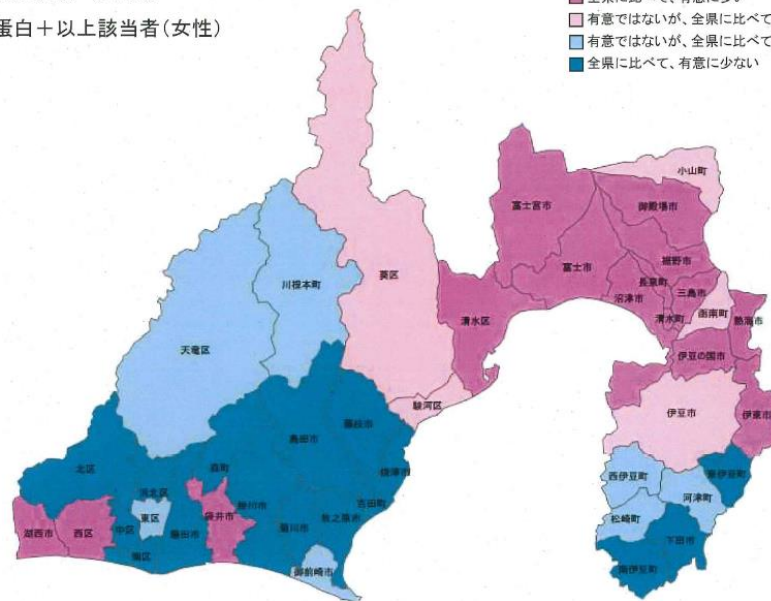 蛋白+以上該当者(女性)
有意ではないが、全県に比べて
有意ではないが、全県に比べて
全県に比べて、有意に少ない
小山町
富士宮市
御殿場市
裾野市
富士市
長泉町
三島市
沼津市
函南町
清水町
熱海市
葵区
川根本町
清水区
伊豆の国市
天竜区
駿河区
伊豆市
伊東市
藤枝市
島田市
北区
森町
焼津市
西伊豆町
東伊豆町
浜北区
河津町
袋井市
掛川市
吉田町
東区
牧之原市
松崎町
湖西市
西区
中区
磐田市
菊川市
下田市
南区
御前崎市
南伊豆町